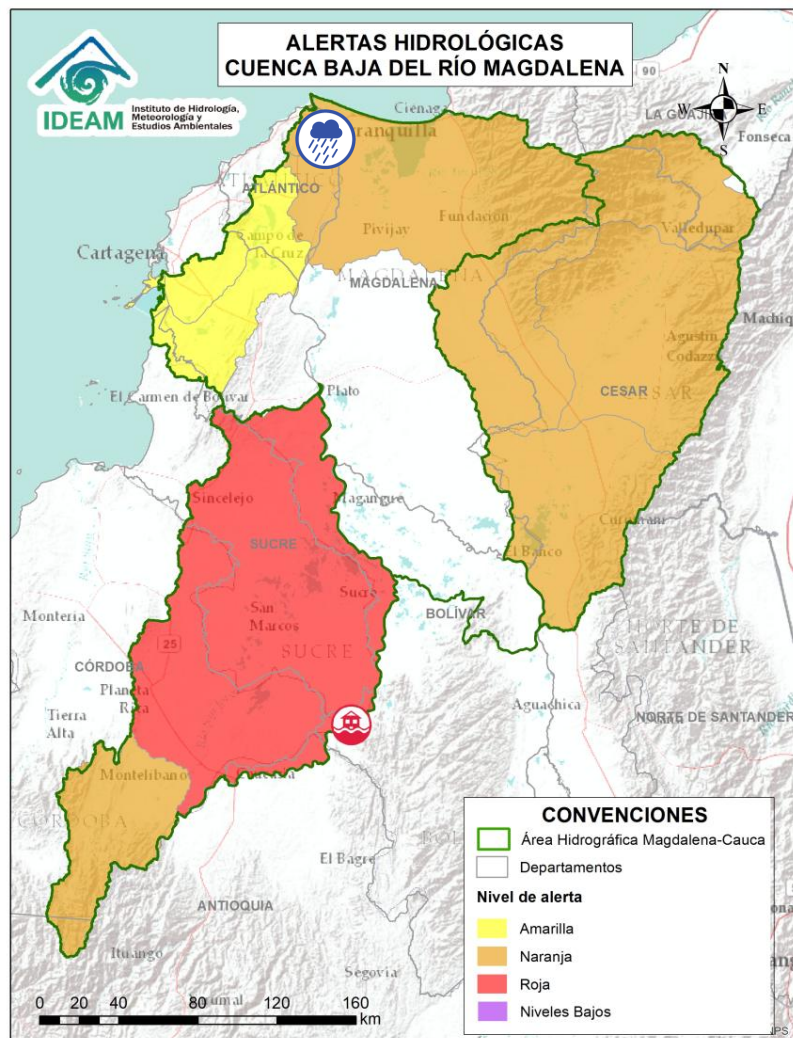 ALERTAS HIDROLÓGICAS
CUENCA BAJA DEL RÍO MAGDALENA
IDEAM
Instituto de Hidrología,
Meteorología y
Estudios Ambientales
90
N
W
E
S
LA GUAJIRA
Fonseca
Ciénaga
ATLÁNTICO
Cartagena
Campo de
la Cruz
Pivijay
Fundación
Valledupar
MAGDALENA
MAGDALENA
Agustín
Codazzi
CESAR
El Carmen de Bolívar
Plato
Sincelejo
Magangue
SUCRE
El Banco
Sucre
San
Marcos
SUCRE
BOLÍVAR
Montería
25
CÓRDOBA
Planeta
Rica
Tierra
Alta
NORTE DE
SANTANDER
Aguachica
NORTE DE SANTANDER
Montelibano
CÓRDOBA
El Bagre
ANTIOQUIA
Ituango
Segovia
CONVENCIONES
Área Hidrográfica Magdalena-Cauca
Departamentos
Nivel de alerta
Amarilla
Naranja
Roja
Niveles Bajos
0 20 40 80 120 160
km